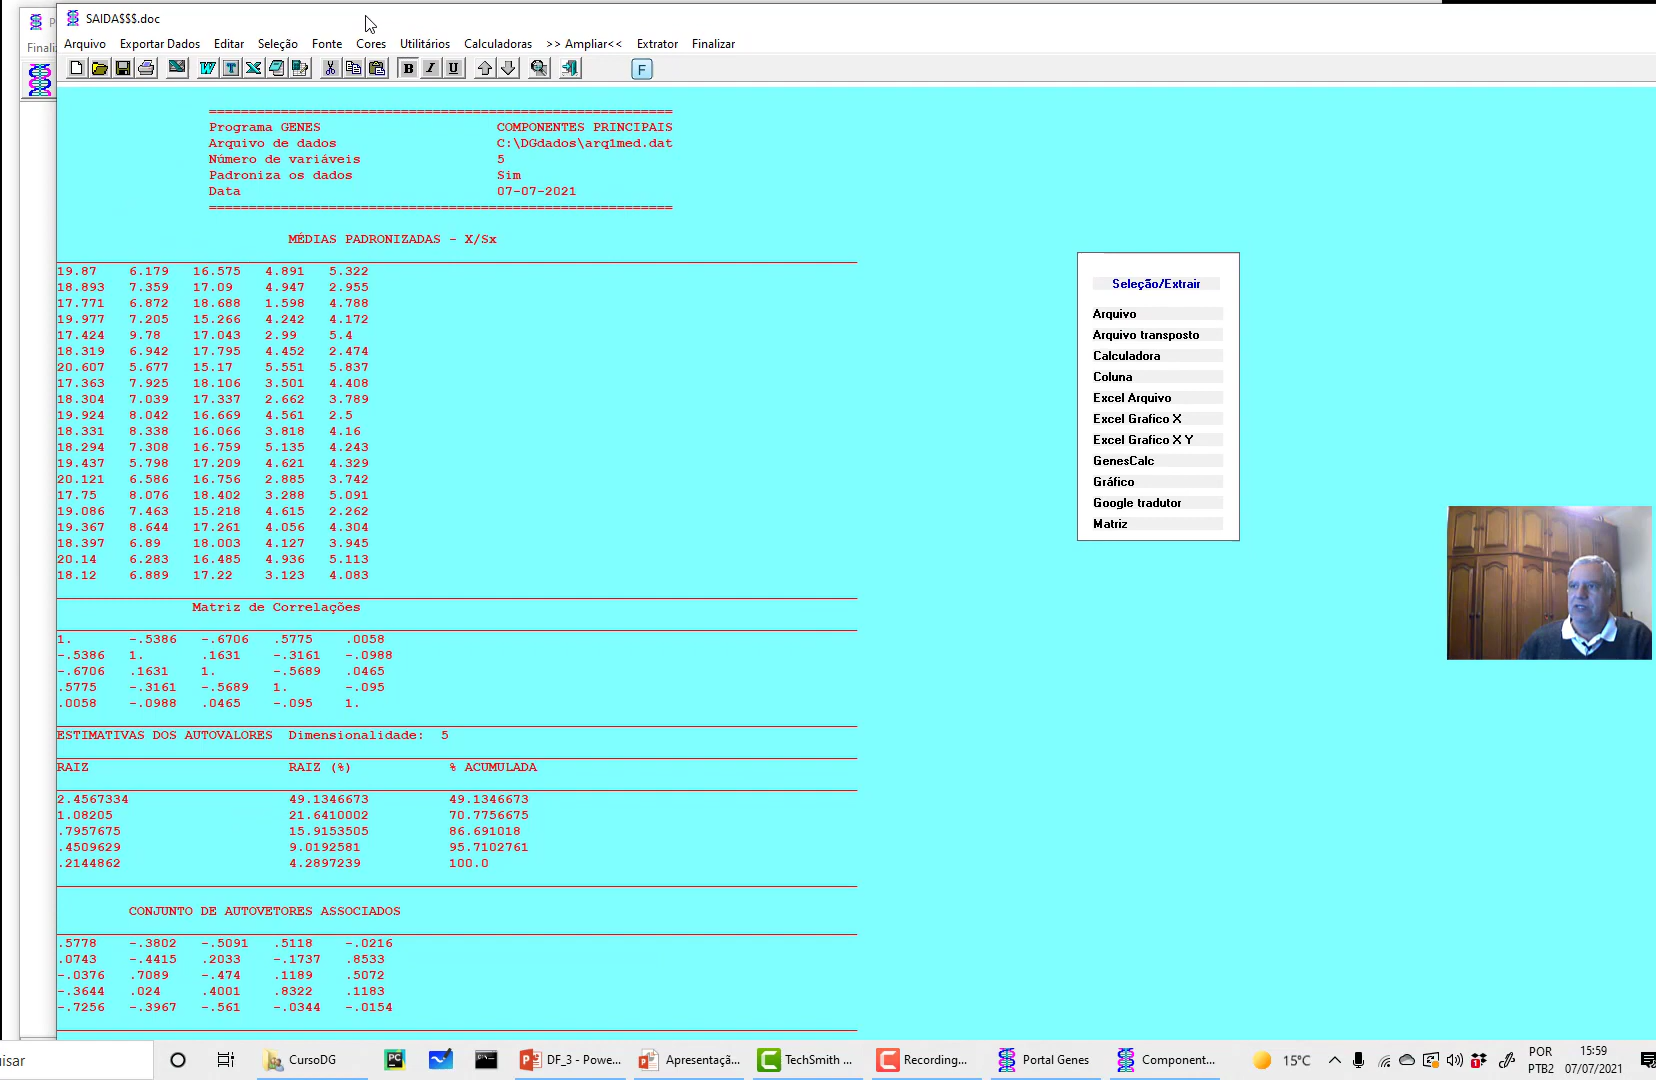 SAIDA$$$.doc
Finali
Arquivo Exportar Dados Editar Seleção Fonte Cores Utilitários Calculadoras >> Ampliar<< Extrator Finalizar
W T X B I U F
Programa GENES COMPONENTES PRINCIPAIS
Arquivo de dados C:\DGdados\arq1med.dat
Número de variáveis 5
Padroniza os dados Sim
Data 07-07-2021
MÉDIAS PADRONIZADAS - X/Sx
19.87 6.179 16.575 4.891 5.322
18.893 7.359 17.09 4.947 2.955
17.771 6.872 18.688 1.598 4.788
19.977 7.205 15.266 4.242 4.172
17.424 9.78 17.043 2.99 5.4
18.319 6.942 17.795 4.452 2.474
20.607 5.677 15.17 5.551 5.837
17.363 7.925 18.106 3.501 4.408
18.304 7.039 17.337 2.662 3.789
19.924 8.042 16.669 4.561 2.5
18.331 8.338 16.066 3.818 4.16
18.294 7.308 16.759 5.135 4.243
19.437 5.798 17.209 4.621 4.329
20.121 6.586 16.756 2.885 3.742
17.75 8.076 18.402 3.288 5.091
19.086 7.463 15.218 4.615 2.262
19.367 8.644 17.261 4.056 4.304
18.397 6.89 18.003 4.127 3.945
20.14 6.283 16.485 4.936 5.113
18.12 6.889 17.22 3.123 4.083
Matriz de Correlações
1. -.5386 -.6706 .5775 .0058
-.5386 1. .1631 -.3161 -.0988
-.6706 .1631 1. -.5689 .0465
.5775 -.3161 -.5689 1. -.095
.0058 -.0988 .0465 -.095 1.
ESTIMATIVAS DOS AUTOVALORES Dimensionalidade: 5
RAIZ RAIZ (%) % ACUMULADA
2.4567334 49.1346673 49.1346673
1.08205 21.6410002 70.7756675
.7957675 15.9153505 86.691018
.4509629 9.0192581 95.7102761
.2144862 4.2897239 100.0
CONJUNTO DE AUTOVETORES ASSOCIADOS
.5778 -.3802 -.5091 .5118 -.0216
.0743 -.4415 .2033 -.1737 .8533
-.0376 .7089 -.474 .1189 .5072
-.3644 .024 .4001 .8322 .1183
-.7256 -.3967 -.561 -.0344 -.0154
Seleção/Extrair
Arquivo
Arquivo transposto
Calculadora
Coluna
Excel Arquivo
Excel Grafico X
Excel Grafico X Y
GenesCalc
Gráfico
Google tradutor
Matriz
uisar CursoDG PC DF_3 - Powe... Apresentaçã... TechSmith ... Recording... Portal Genes Component... 15°C POR 15:59
PTB2 07/07/2021